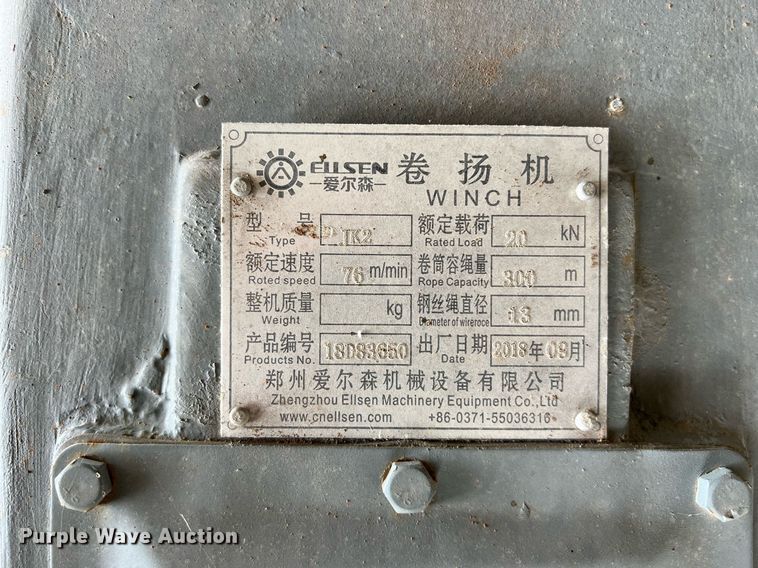 ELLSEN 卷扬机
爱尔森 WINCH
型号 JK2 额定载荷 20 kN
Type Rated Load
额定速度 76 m/min 卷筒容绳量 300 m
Roted speed Rope Capacity
整机质量 kg 钢丝绳直径 13 mm
Weight Diameter of wireroce
产品编号 18D83650 出厂日期 2018年09月
Products No. Date
郑州爱尔森机械设备有限公司
Zhengzhou Ellsen Machinery Equipment Co.,Ltd
www.cnellsen.com +86-0371-55036316
Purple Wave Auction